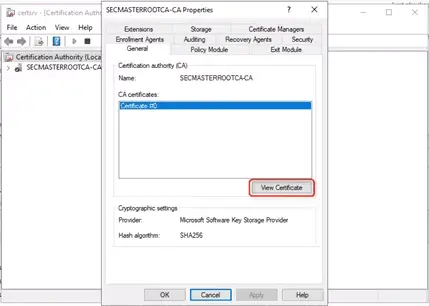 certsrv - [Certification Author
File Action View Help
Certification Authority (Loca
SECMASTERROOTCA-CA
SECMASTERROOTCA-CA Properties
Extensions Storage Certificate Managers
Enrollment Agents Auditing Recovery Agents Security
General Policy Module Exit Module
Certification authority (CA)
Name: SECMASTERROOTCA-CA
CA certificates:
Certificate #0
View Certificate
Cryptographic settings
Provider: Microsoft Software Key Storage Provider
Hash algorithm: SHA256
OK Cancel Apply Help